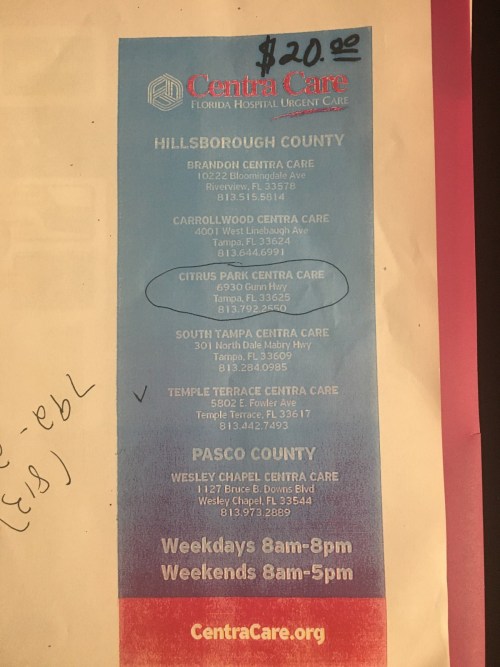 $20.00
Centra Care
FLORIDA HOSPITAL URGENT CARE
HILLSBOROUGH COUNTY
BRANDON CENTRA CARE
10222 Bloomingdale Ave
Riverview, FL 33578
813.515.5814
CARROLLWOOD CENTRA CARE
4001 West Linebaugh Ave
Tampa, FL 33624
813.644.6991
CITRUS PARK CENTRA CARE
6930 Gunn Hwy
Tampa, FL 33625
813.792.2550
SOUTH TAMPA CENTRA CARE
301 North Dale Mabry Hwy
Tampa, FL 33609
813.284.0985
TEMPLE TERRACE CENTRA CARE
5802 E. Fowler Ave
Temple Terrace, FL 33617
813.442.7493
PASCO COUNTY
WESLEY CHAPEL CENTRA CARE
1127 Bruce B. Downs Blvd
Wesley Chapel, FL 33544
813.973.2889
Weekdays 8am-8pm
Weekends 8am-5pm
CentraCare.org
(813) 792-